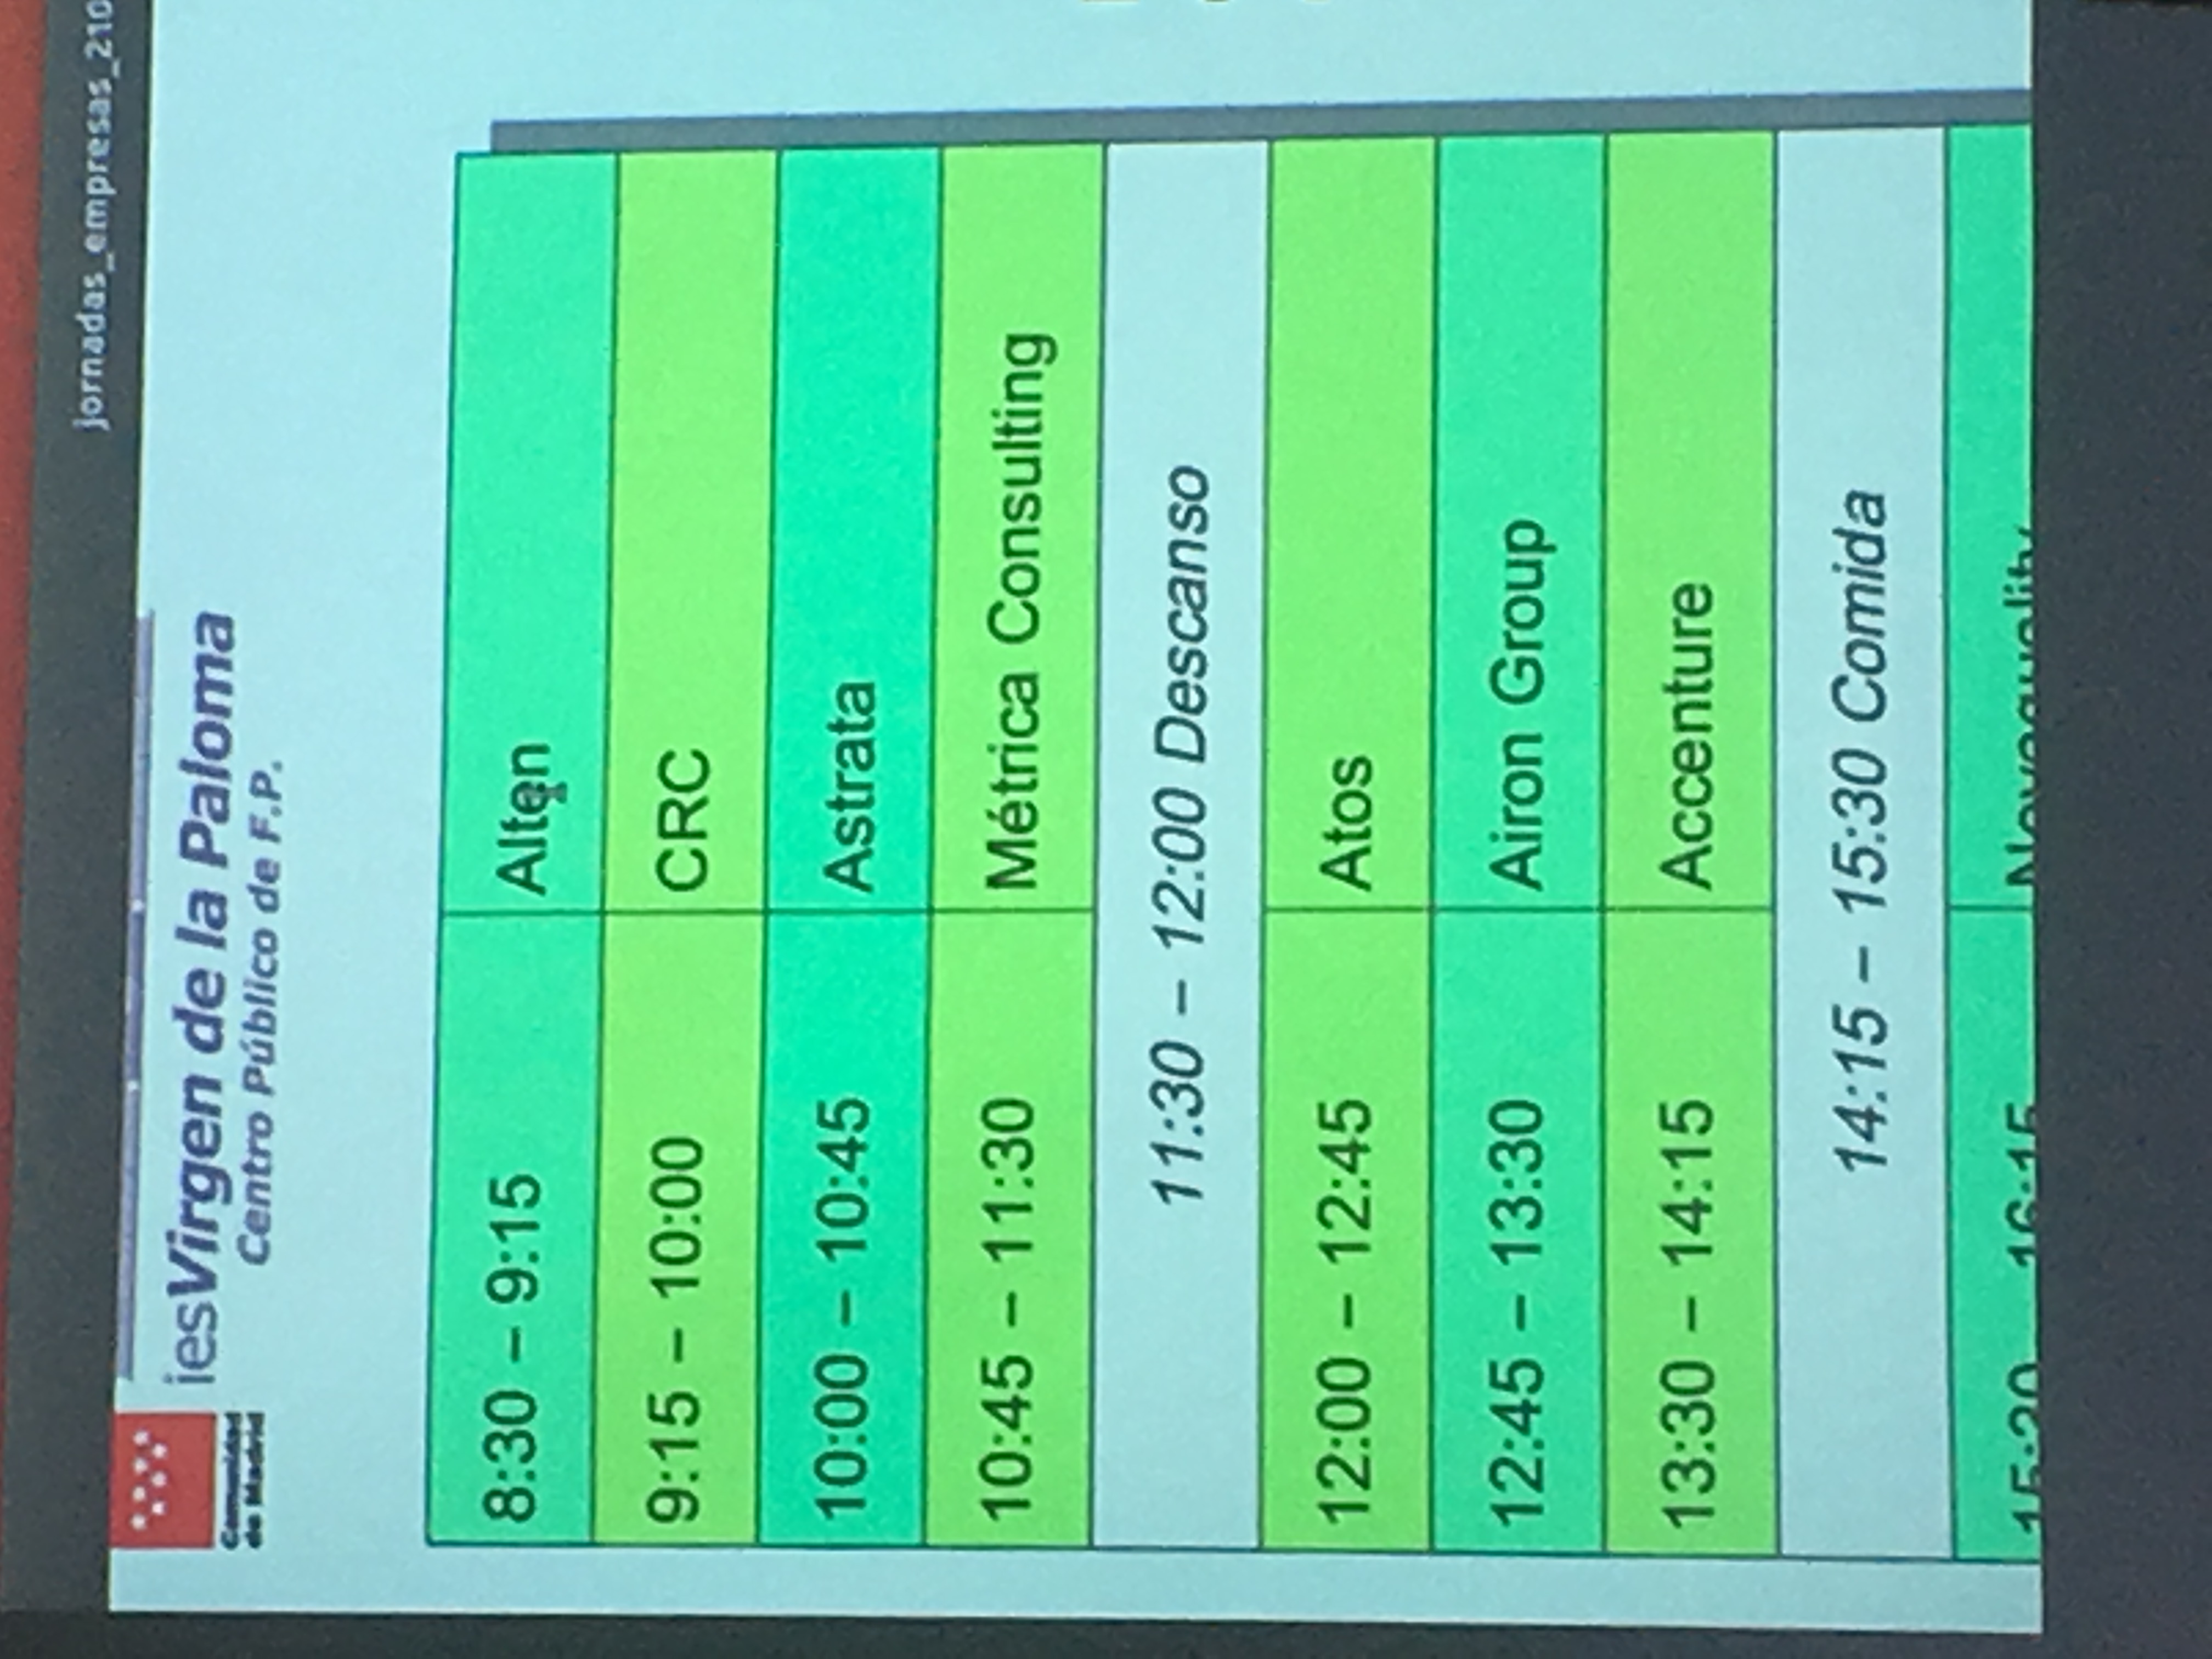 jornadas_empresas_210
Comunidad
de Madrid
iesVirgen de la Paloma
Centro Público de F.P.
8:30 – 9:15 Alten
9:15 – 10:00 CRC
10:00 – 10:45 Astrata
10:45 – 11:30 Métrica Consulting
11:30 – 12:00 Descanso
12:00 – 12:45 Atos
12:45 – 13:30 Airon Group
13:30 – 14:15 Accenture
14:15 – 15:30 Comida